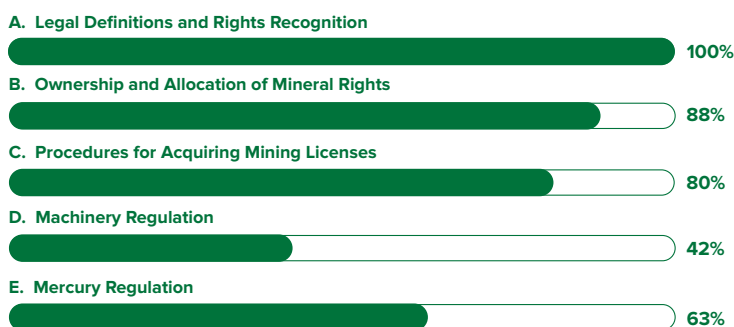 A. Legal Definitions and Rights Recognition
100%
B. Ownership and Allocation of Mineral Rights
88%
C. Procedures for Acquiring Mining Licenses
80%
D. Machinery Regulation
42%
E. Mercury Regulation
63%